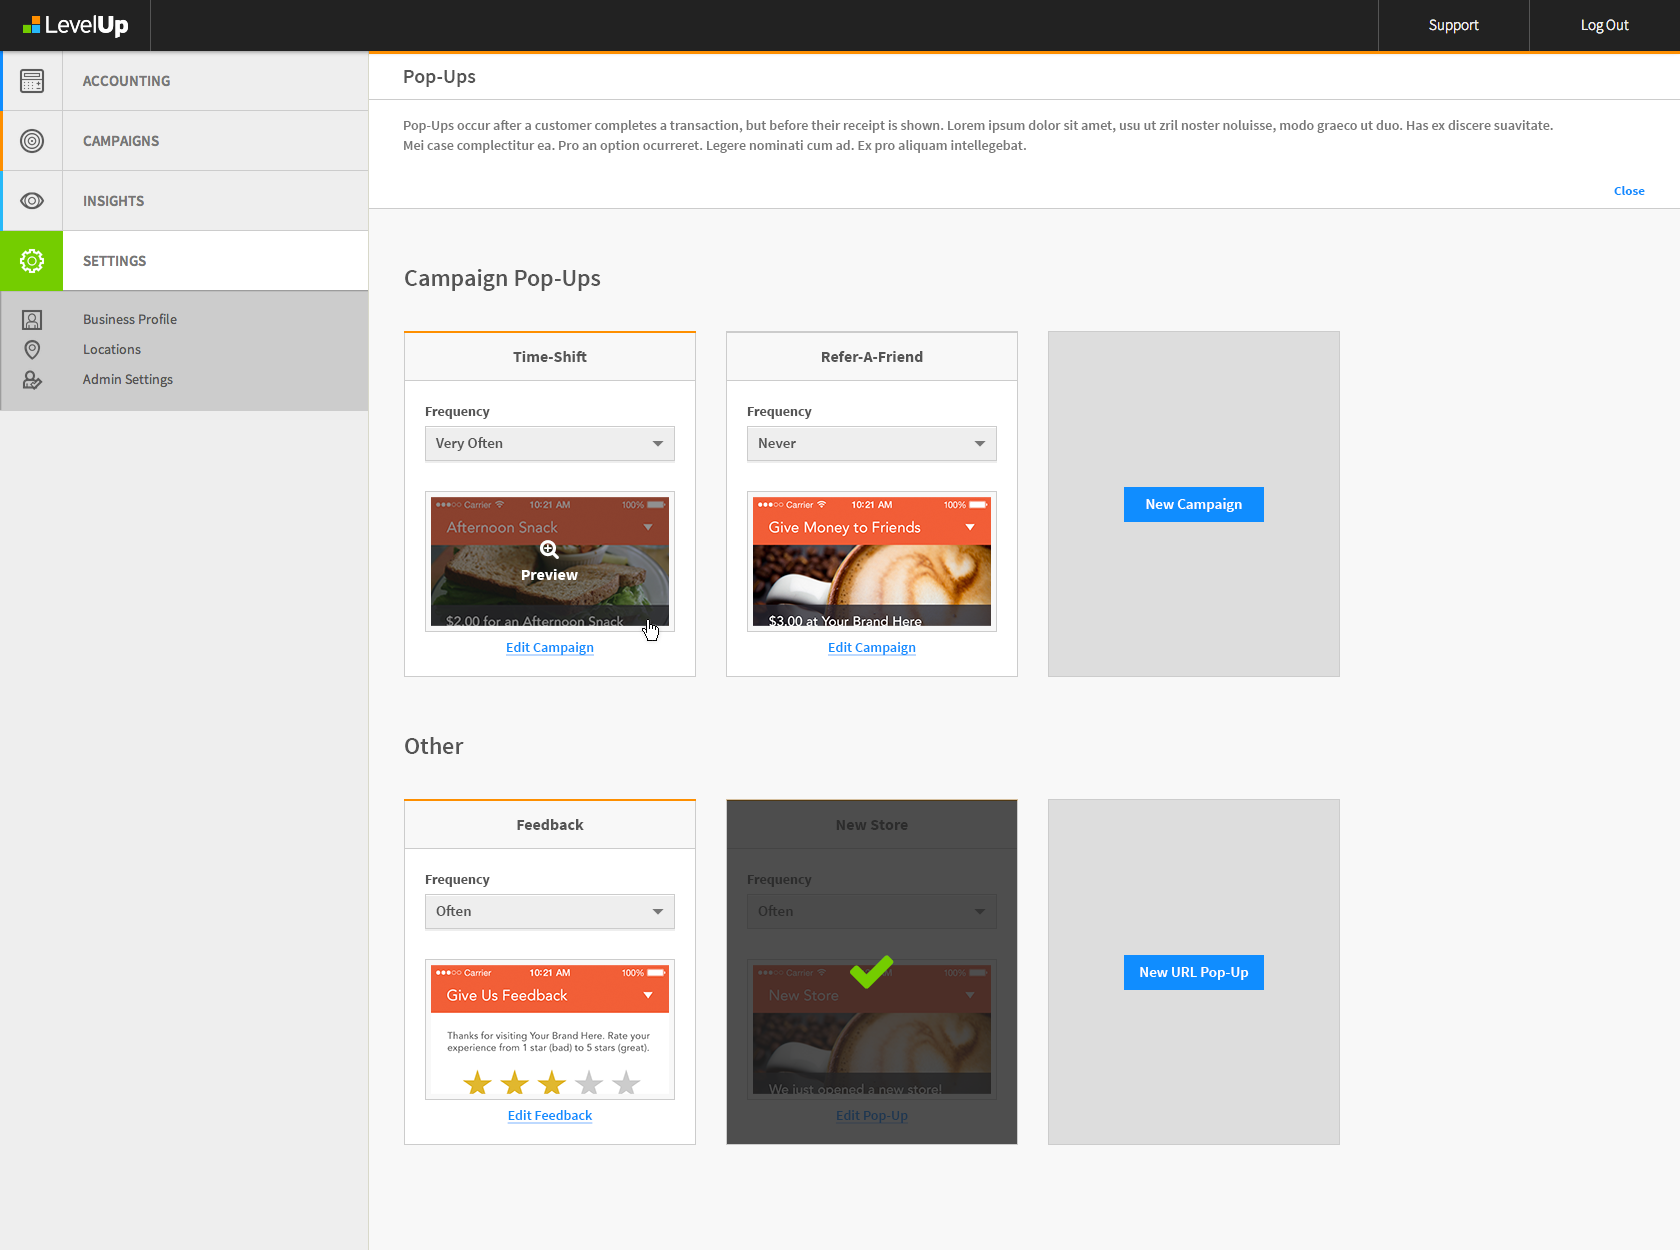 LevelUp
Support
Log Out
ACCOUNTING
CAMPAIGNS
INSIGHTS
SETTINGS
Business Profile
Locations
Admin Settings
Pop-Ups
Pop-Ups occur after a customer completes a transaction, but before their receipt is shown. Lorem ipsum dolor sit amet, usu ut zril noster noluisse, modo graeco ut duo. Has ex discere suavitate.
Mei case complectitur ea. Pro an option ocurreret. Legere nominati cum ad. Ex pro aliquam intellegebat.
Close
Campaign Pop-Ups
Time-Shift
Frequency
Very Often
Carrier 10:21 AM 100%
Afternoon Snack
Preview
$2.00 for an Afternoon Snack
Edit Campaign
Refer-A-Friend
Frequency
Never
Carrier 10:21 AM 100%
Give Money to Friends
$3.00 at Your Brand Here
Edit Campaign
New Campaign
Other
Feedback
Frequency
Often
Carrier 10:21 AM 100%
Give Us Feedback
Thanks for visiting Your Brand Here. Rate your
experience from 1 star (bad) to 5 stars (great).
Edit Feedback
New Store
Frequency
Often
Carrier AM 100%
New Store
We just opened a new store!
Edit Pop-Up
New URL Pop-Up